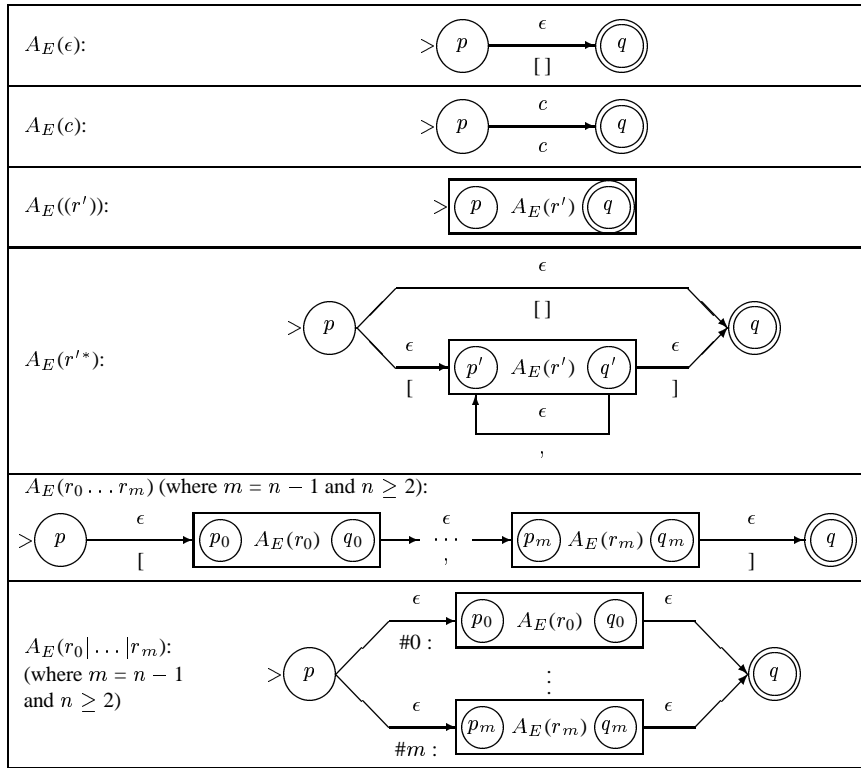 A_E(ϵ): > p ϵ [ ] q
A_E(c): > p c c q
A_E((r′)): > p A_E(r′) q
ϵ
> p [ ] q
A_E(r′*): ϵ [ p′ A_E(r′) q′ ϵ ]
ϵ
,
A_E(r_0 … r_m) (where m = n − 1 and n ≥ 2):
> p ϵ [ p_0 A_E(r_0) q_0 ϵ ⋯ , p_m A_E(r_m) q_m ϵ ] q
ϵ p_0 A_E(r_0) q_0 ϵ
A_E(r_0| … |r_m): #0 :
(where m = n − 1 > p ⋮ q
and n ≥ 2) ϵ p_m A_E(r_m) q_m ϵ
#m :